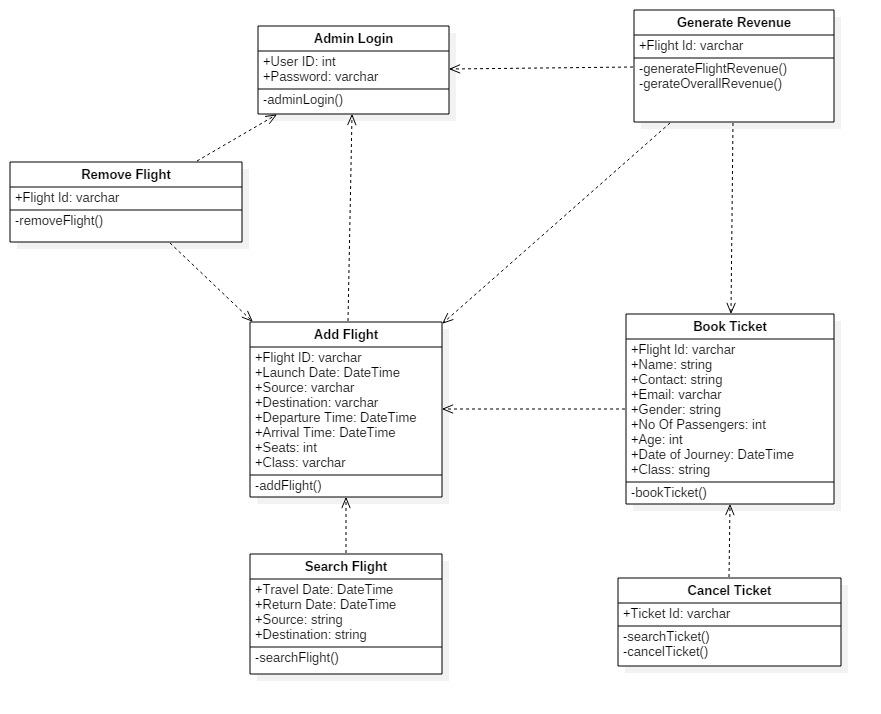 Admin Login
+User ID: int
+Password: varchar
-adminLogin()
Generate Revenue
+Flight Id: varchar
-generateFlightRevenue()
-gerateOverallRevenue()
Remove Flight
+Flight Id: varchar
-removeFlight()
Add Flight
+Flight ID: varchar
+Launch Date: DateTime
+Source: varchar
+Destination: varchar
+Departure Time: DateTime
+Arrival Time: DateTime
+Seats: int
+Class: varchar
-addFlight()
Book Ticket
+Flight Id: varchar
+Name: string
+Contact: string
+Email: varchar
+Gender: string
+No Of Passengers: int
+Age: int
+Date of Journey: DateTime
+Class: string
-bookTicket()
Search Flight
+Travel Date: DateTime
+Return Date: DateTime
+Source: string
+Destination: string
-searchFlight()
Cancel Ticket
+Ticket Id: varchar
-searchTicket()
-cancelTicket()